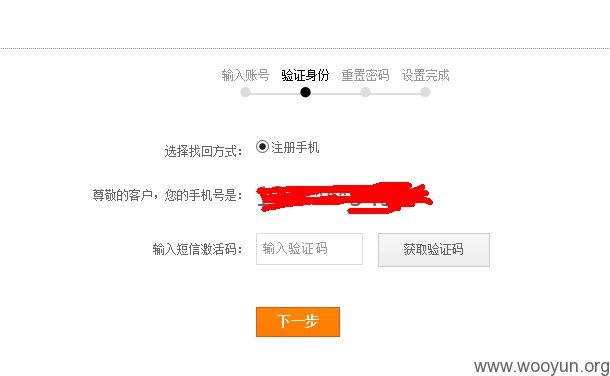 输入账号 验证身份 重置密码 设置完成
选择找回方式： 注册手机
尊敬的客户，您的手机号是：
输入短信激活码： 输入验证码 获取验证码
下一步
www.wooyun.org